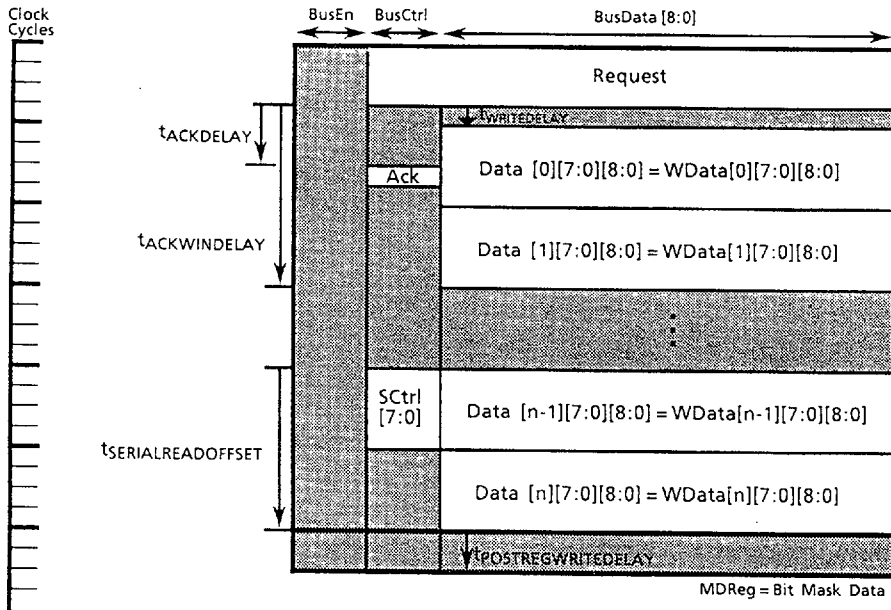 Clock
Cycles
BusEn
BusCtrl
BusData [8:0]
Request
tWRITEDELAY
tACKDELAY
Data [0][7:0][8:0] = WData[0][7:0][8:0]
Ack
tACKWINDELAY
Data [1][7:0][8:0] = WData[1][7:0][8:0]
SCtrl
[7:0]
Data [n-1][7:0][8:0] = WData[n-1][7:0][8:0]
tSERIALREADOFFSET
Data [n][7:0][8:0] = WData[n][7:0][8:0]
tPOSTREGWRITEDELAY
MDReg = Bit Mask Data